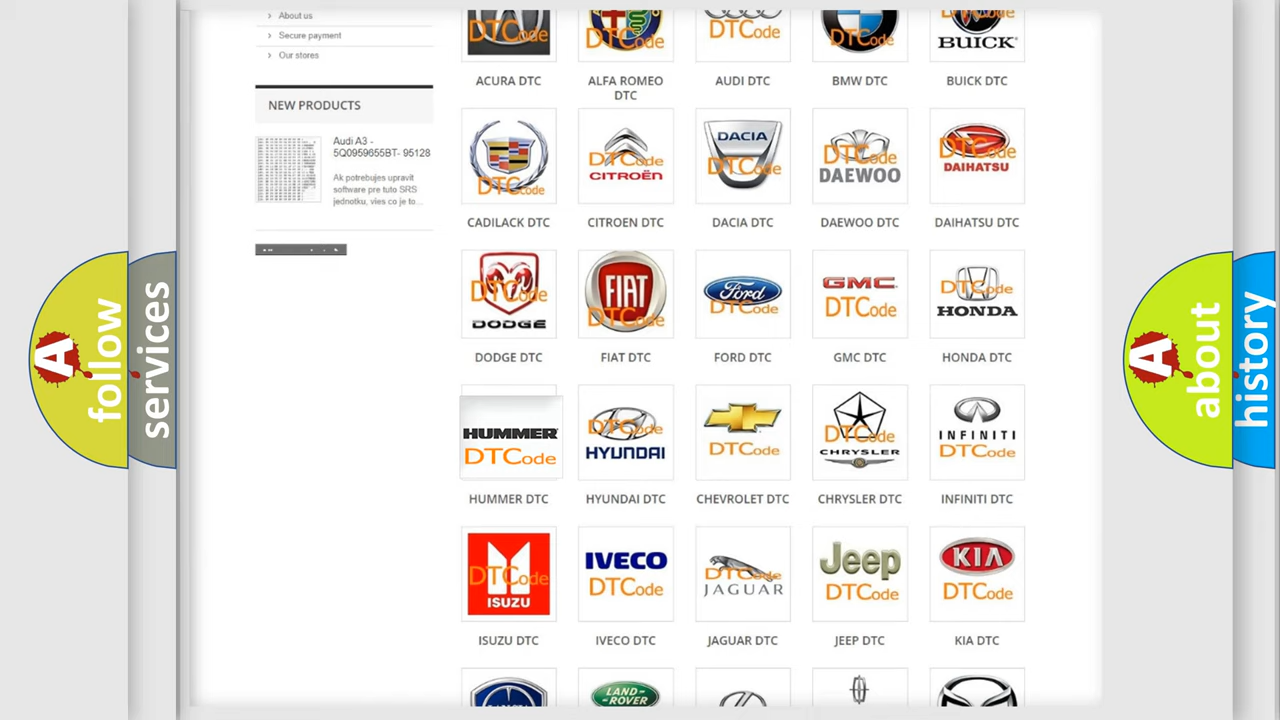 About us
Secure payment
Our stores
NEW PRODUCTS
Audi A3 -
5Q0959655BT- 95128
Ak potrebujes upravit
software pre tuto SRS
jednotku, vies co je to...
DTCode DTCode DTCode DTCode BUICK
ACURA DTC ALFA ROMEO DTC AUDI DTC BMW DTC BUICK DTC
DTCode DTCode CITROËN DACIA DTCode DTCode DAEWOO DTCode DAIHATSU
CADILACK DTC CITROEN DTC DACIA DTC DAEWOO DTC DAIHATSU DTC
DTCode DODGE FIAT DTCode Ford DTCode GMC DTCode DTCode HONDA
DODGE DTC FIAT DTC FORD DTC GMC DTC HONDA DTC
HUMMER DTCode DTCode HYUNDAI DTCode DTCode CHRYSLER INFINITI DTCode
HUMMER DTC HYUNDAI DTC CHEVROLET DTC CHRYSLER DTC INFINITI DTC
DTCode ISUZU IVECO DTCode DTCode JAGUAR Jeep DTCode KIA DTCode
ISUZU DTC IVECO DTC JAGUAR DTC JEEP DTC KIA DTC
LAND-ROVER
A follow
services
A about
history